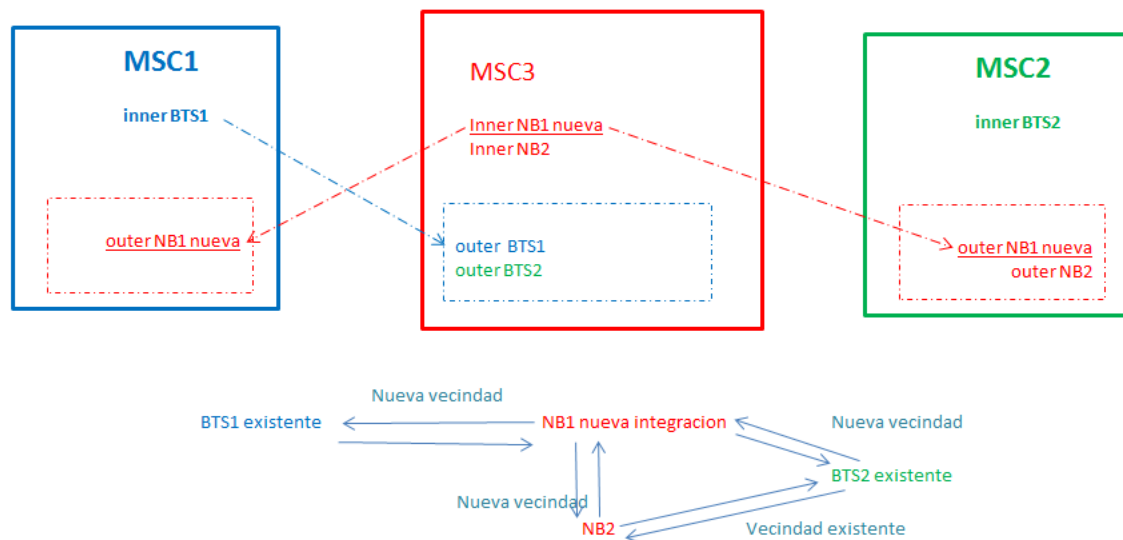 MSC1
inner BTS1
outer NB1 nueva
MSC3
Inner NB1 nueva
Inner NB2
outer BTS1
outer BTS2
MSC2
inner BTS2
outer NB1 nueva
outer NB2
Nueva vecindad
BTS1 existente
NB1 nueva integracion
Nueva vecindad
BTS2 existente
Nueva vecindad
NB2
Vecindad existente